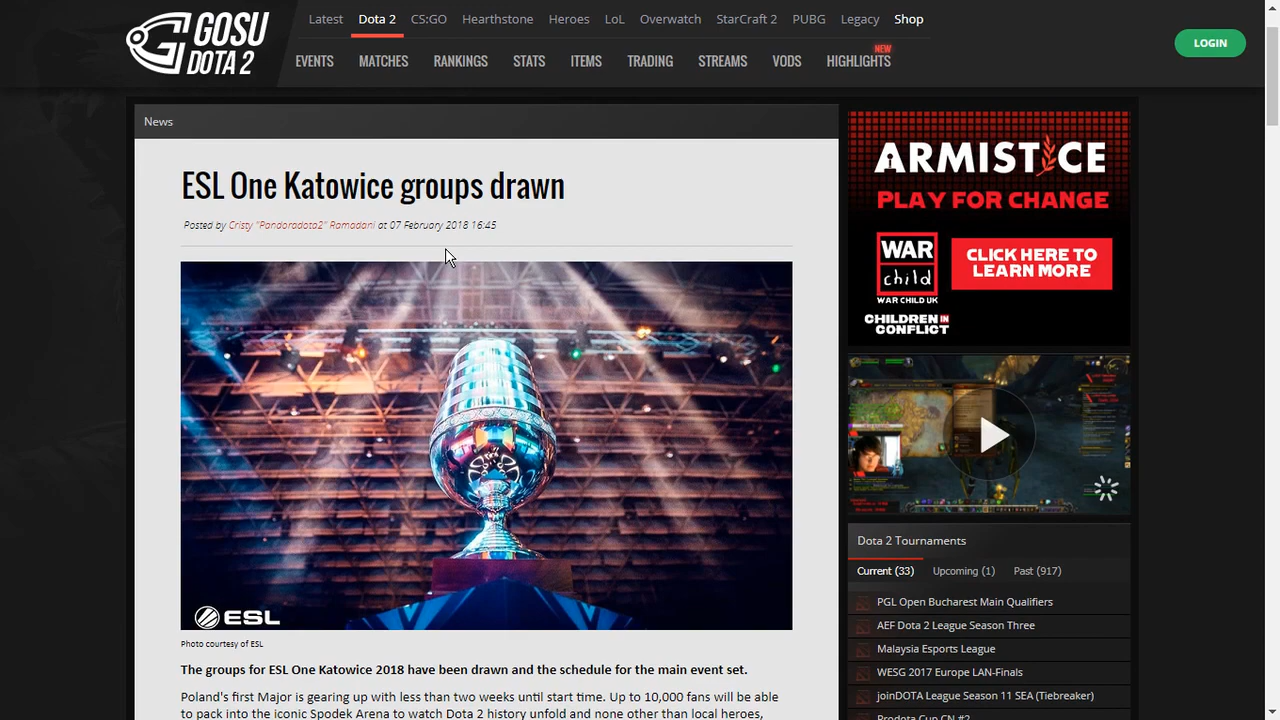 GOSU
DOTA 2
Latest Dota 2 CS:GO Hearthstone Heroes LoL Overwatch StarCraft 2 PUBG Legacy Shop
LOGIN
NEW
EVENTS MATCHES RANKINGS STATS ITEMS TRADING STREAMS VODS HIGHLIGHTS
News
ESL One Katowice groups drawn
Posted by Cristy "Pandoradota2" Ramadani at 07 February 2018 16:45
ESL
Photo courtesy of ESL
The groups for ESL One Katowice 2018 have been drawn and the schedule for the main event set.
Poland's first Major is gearing up with less than two weeks until start time. Up to 10,000 fans will be able
to pack into the iconic Spodek Arena to watch Dota 2 history unfold and none other than local heroes,
ARMISTICE
PLAY FOR CHANGE
WAR
child
WAR CHILD UK
CLICK HERE TO
LEARN MORE
CHILDREN IN
CONFLICT
Dota 2 Tournaments
Current (33) Upcoming (1) Past (917)
PGL Open Bucharest Main Qualifiers
AEF Dota 2 League Season Three
Malaysia Esports League
WESG 2017 Europe LAN-Finals
joinDOTA League Season 11 SEA (Tiebreaker)
Prodota Cup CN #2